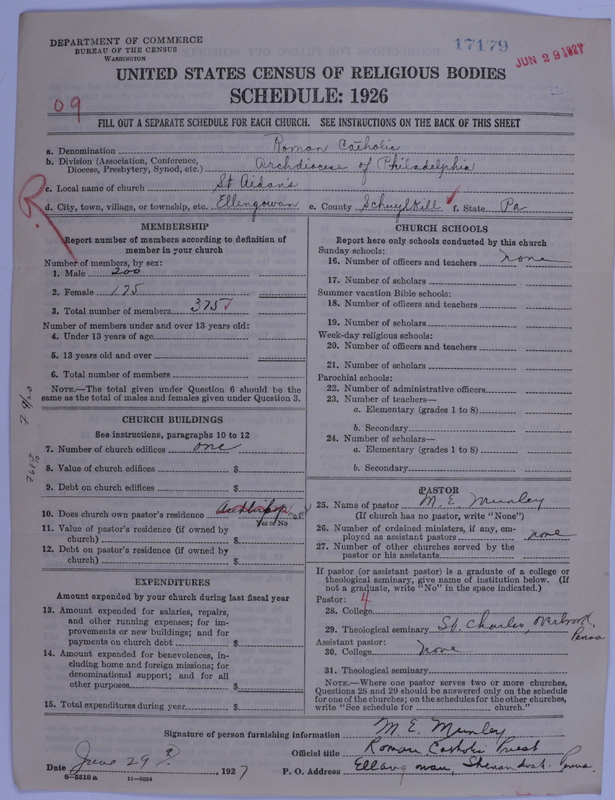 DEPARTMENT OF COMMERCE
BUREAU OF THE CENSUS
WASHINGTON
17179
JUN 29 1927
UNITED STATES CENSUS OF RELIGIOUS BODIES
SCHEDULE: 1926
09
FILL OUT A SEPARATE SCHEDULE FOR EACH CHURCH. SEE INSTRUCTIONS ON THE BACK OF THIS SHEET
a. Denomination Roman Catholic
b. Division (Association, Conference, Diocese, Presbytery, Synod, etc.) Archdiocese of Philadelphia
c. Local name of church St Aidan's
d. City, town, village, or township, etc. Ellengowan e. County Schuylkill f. State Pa
MEMBERSHIP
Report number of members according to definition of
member in your church
Number of members, by sex:
1. Male 200
2. Female 175
3. Total number of members 375
Number of members under and over 13 years old:
4. Under 13 years of age
5. 13 years old and over
6. Total number of members
NOTE.—The total given under Question 6 should be the
same as the total of males and females given under Question 3.
CHURCH BUILDINGS
See instructions, paragraphs 10 to 12
7. Number of church edifices one
8. Value of church edifices $
9. Debt on church edifices $
10. Does church own pastor's residence
Yes or No
11. Value of pastor's residence (if owned by
church) $
12. Debt on pastor's residence (if owned by
church) $
EXPENDITURES
Amount expended by your church during last fiscal year
13. Amount expended for salaries, repairs,
and other running expenses; for im-
provements or new buildings; and for
payments on church debt $
14. Amount expended for benevolences, in-
cluding home and foreign missions; for
denominational support; and for all
other purposes $
15. Total expenditures during year $
CHURCH SCHOOLS
Report here only schools conducted by this church
Sunday schools:
16. Number of officers and teachers none
17. Number of scholars
Summer vacation Bible schools:
18. Number of officers and teachers
19. Number of scholars
Week-day religious schools:
20. Number of officers and teachers
21. Number of scholars
Parochial schools:
22. Number of administrative officers
23. Number of teachers—
a. Elementary (grades 1 to 8)
b. Secondary
24. Number of scholars—
a. Elementary (grades 1 to 8)
b. Secondary
PASTOR
25. Name of pastor M. E. Munley
(If church has no pastor, write "None")
26. Number of ordained ministers, if any, em-
ployed as assistant pastors none
27. Number of other churches served by the
pastor or his assistants
If pastor (or assistant pastor) is a graduate of a college or
theological seminary, give name of institution below. (If
not a graduate, write "No" in the space indicated.)
Pastor: 4
28. College
29. Theological seminary St. Charles, Overbrook, Penna
Assistant pastor:
30. College None
31. Theological seminary
NOTE.—Where one pastor serves two or more churches,
Questions 28 and 29 should be answered only on the schedule
for one of the churches; on the schedules for the other churches,
write "See schedule for church."
Signature of person furnishing information M. E. Munley
Official title Roman Catholic Priest
Date June 29, 1927 P. O. Address Ellangowan, Shenandoah. Penna.
8—5518a 11—9054